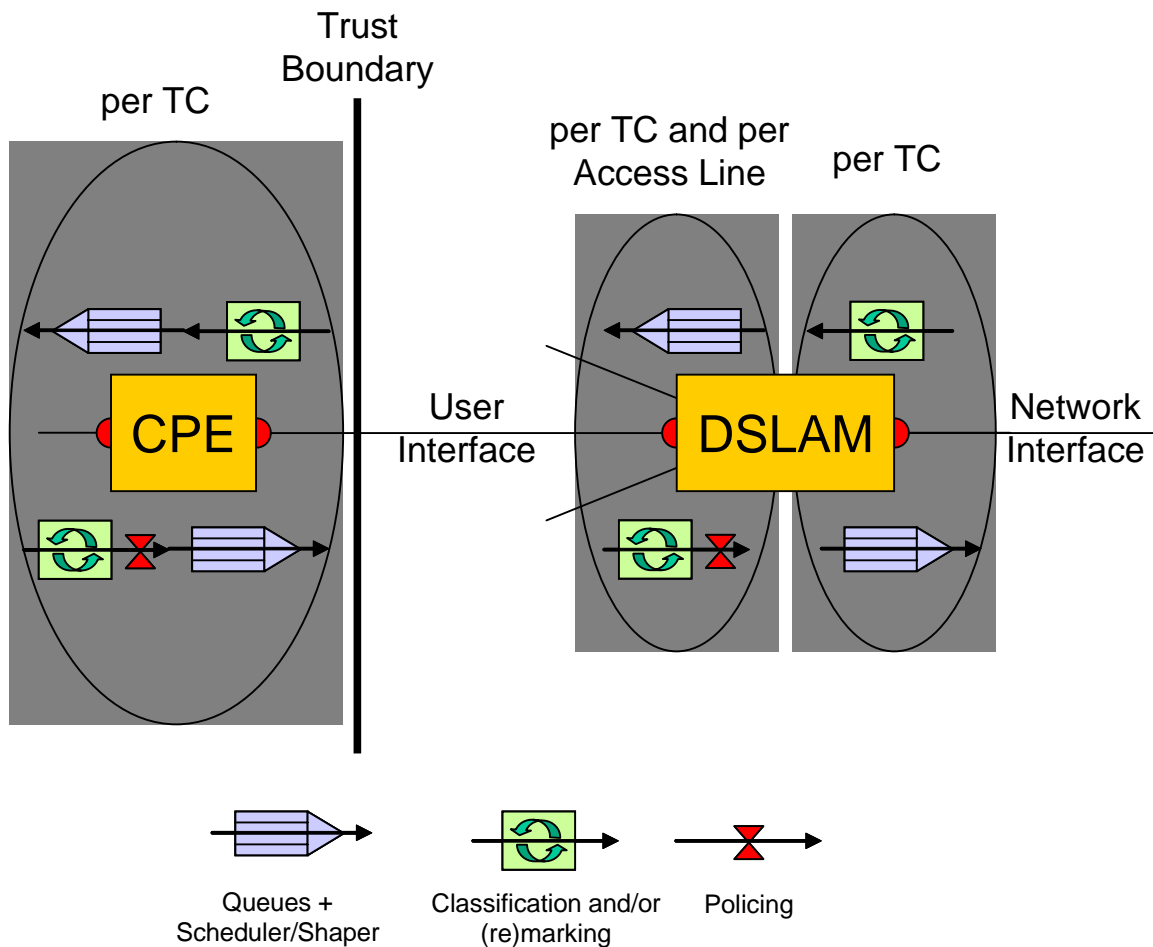 Trust
Boundary
per TC
per TC and per
Access Line
per TC
CPE
User
Interface
DSLAM
Network
Interface
Queues +
Scheduler/Shaper
Classification and/or
(re)marking
Policing